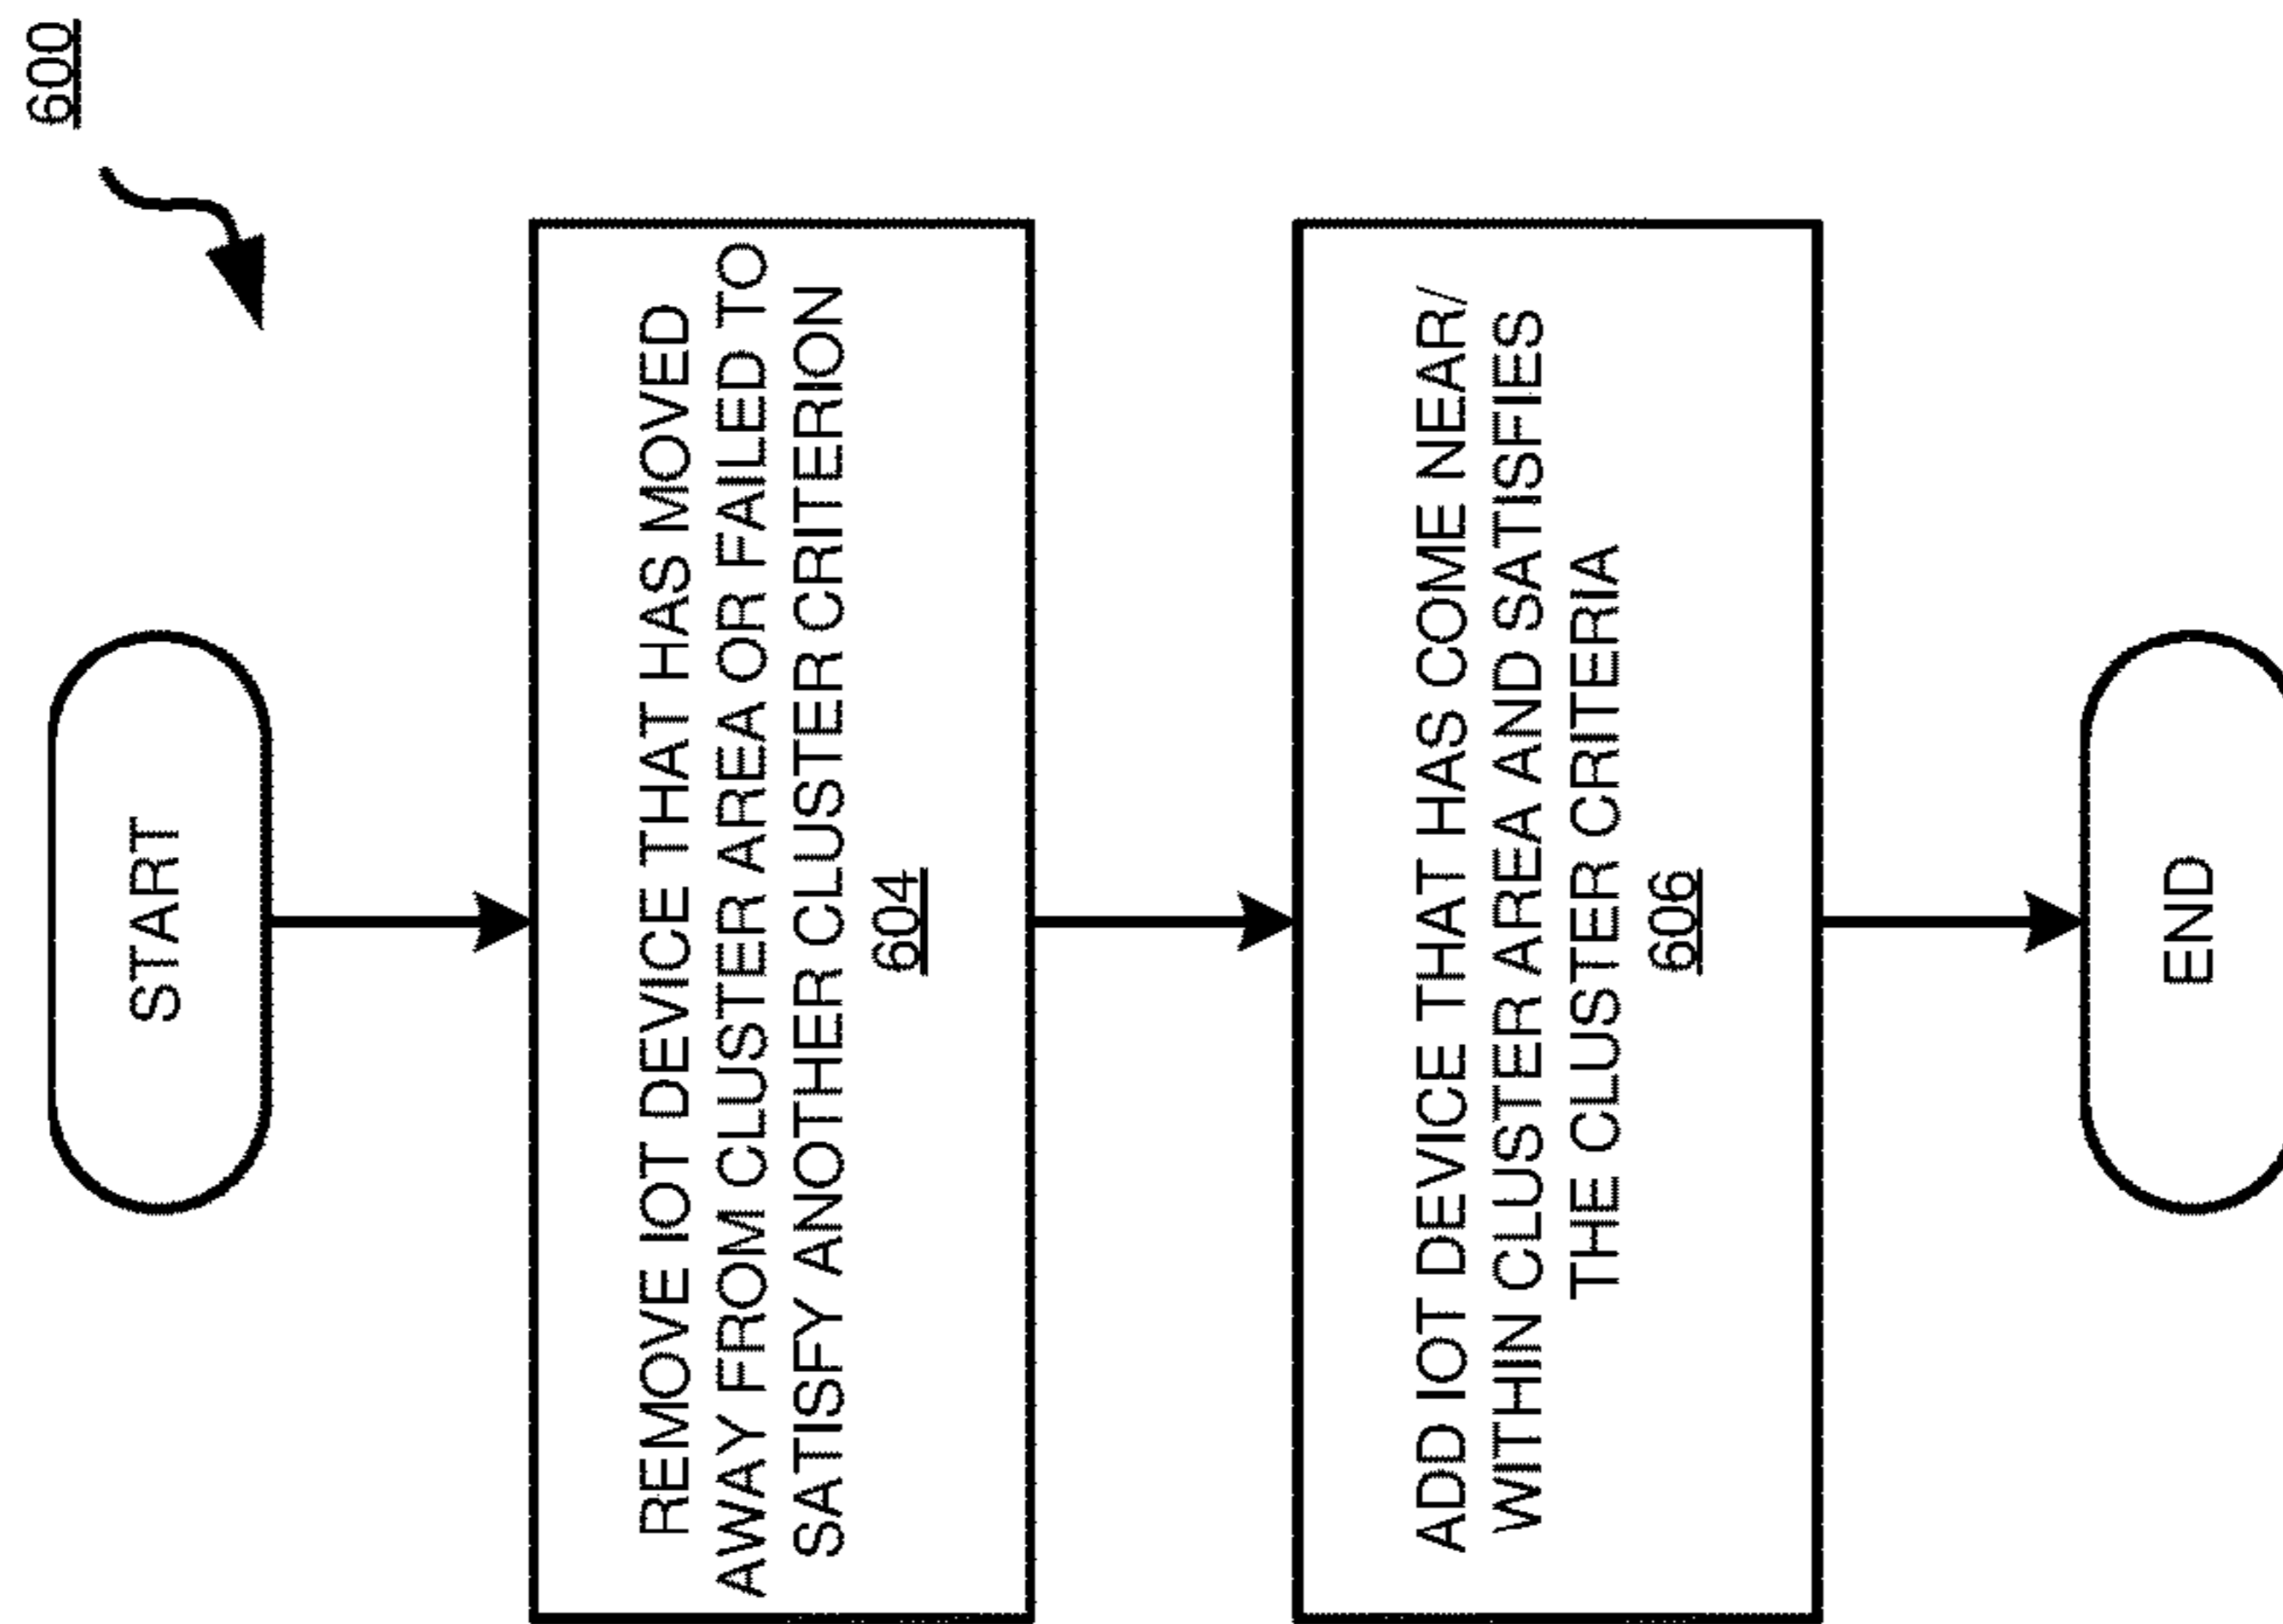 600
START
REMOVE IOT DEVICE THAT HAS MOVED
AWAY FROM CLUSTER AREA OR FAILED TO
SATISFY ANOTHER CLUSTER CRITERION
604
ADD IOT DEVICE THAT HAS COME NEAR/
WITHIN CLUSTER AREA AND SATISFIES
THE CLUSTER CRITERIA
606
END